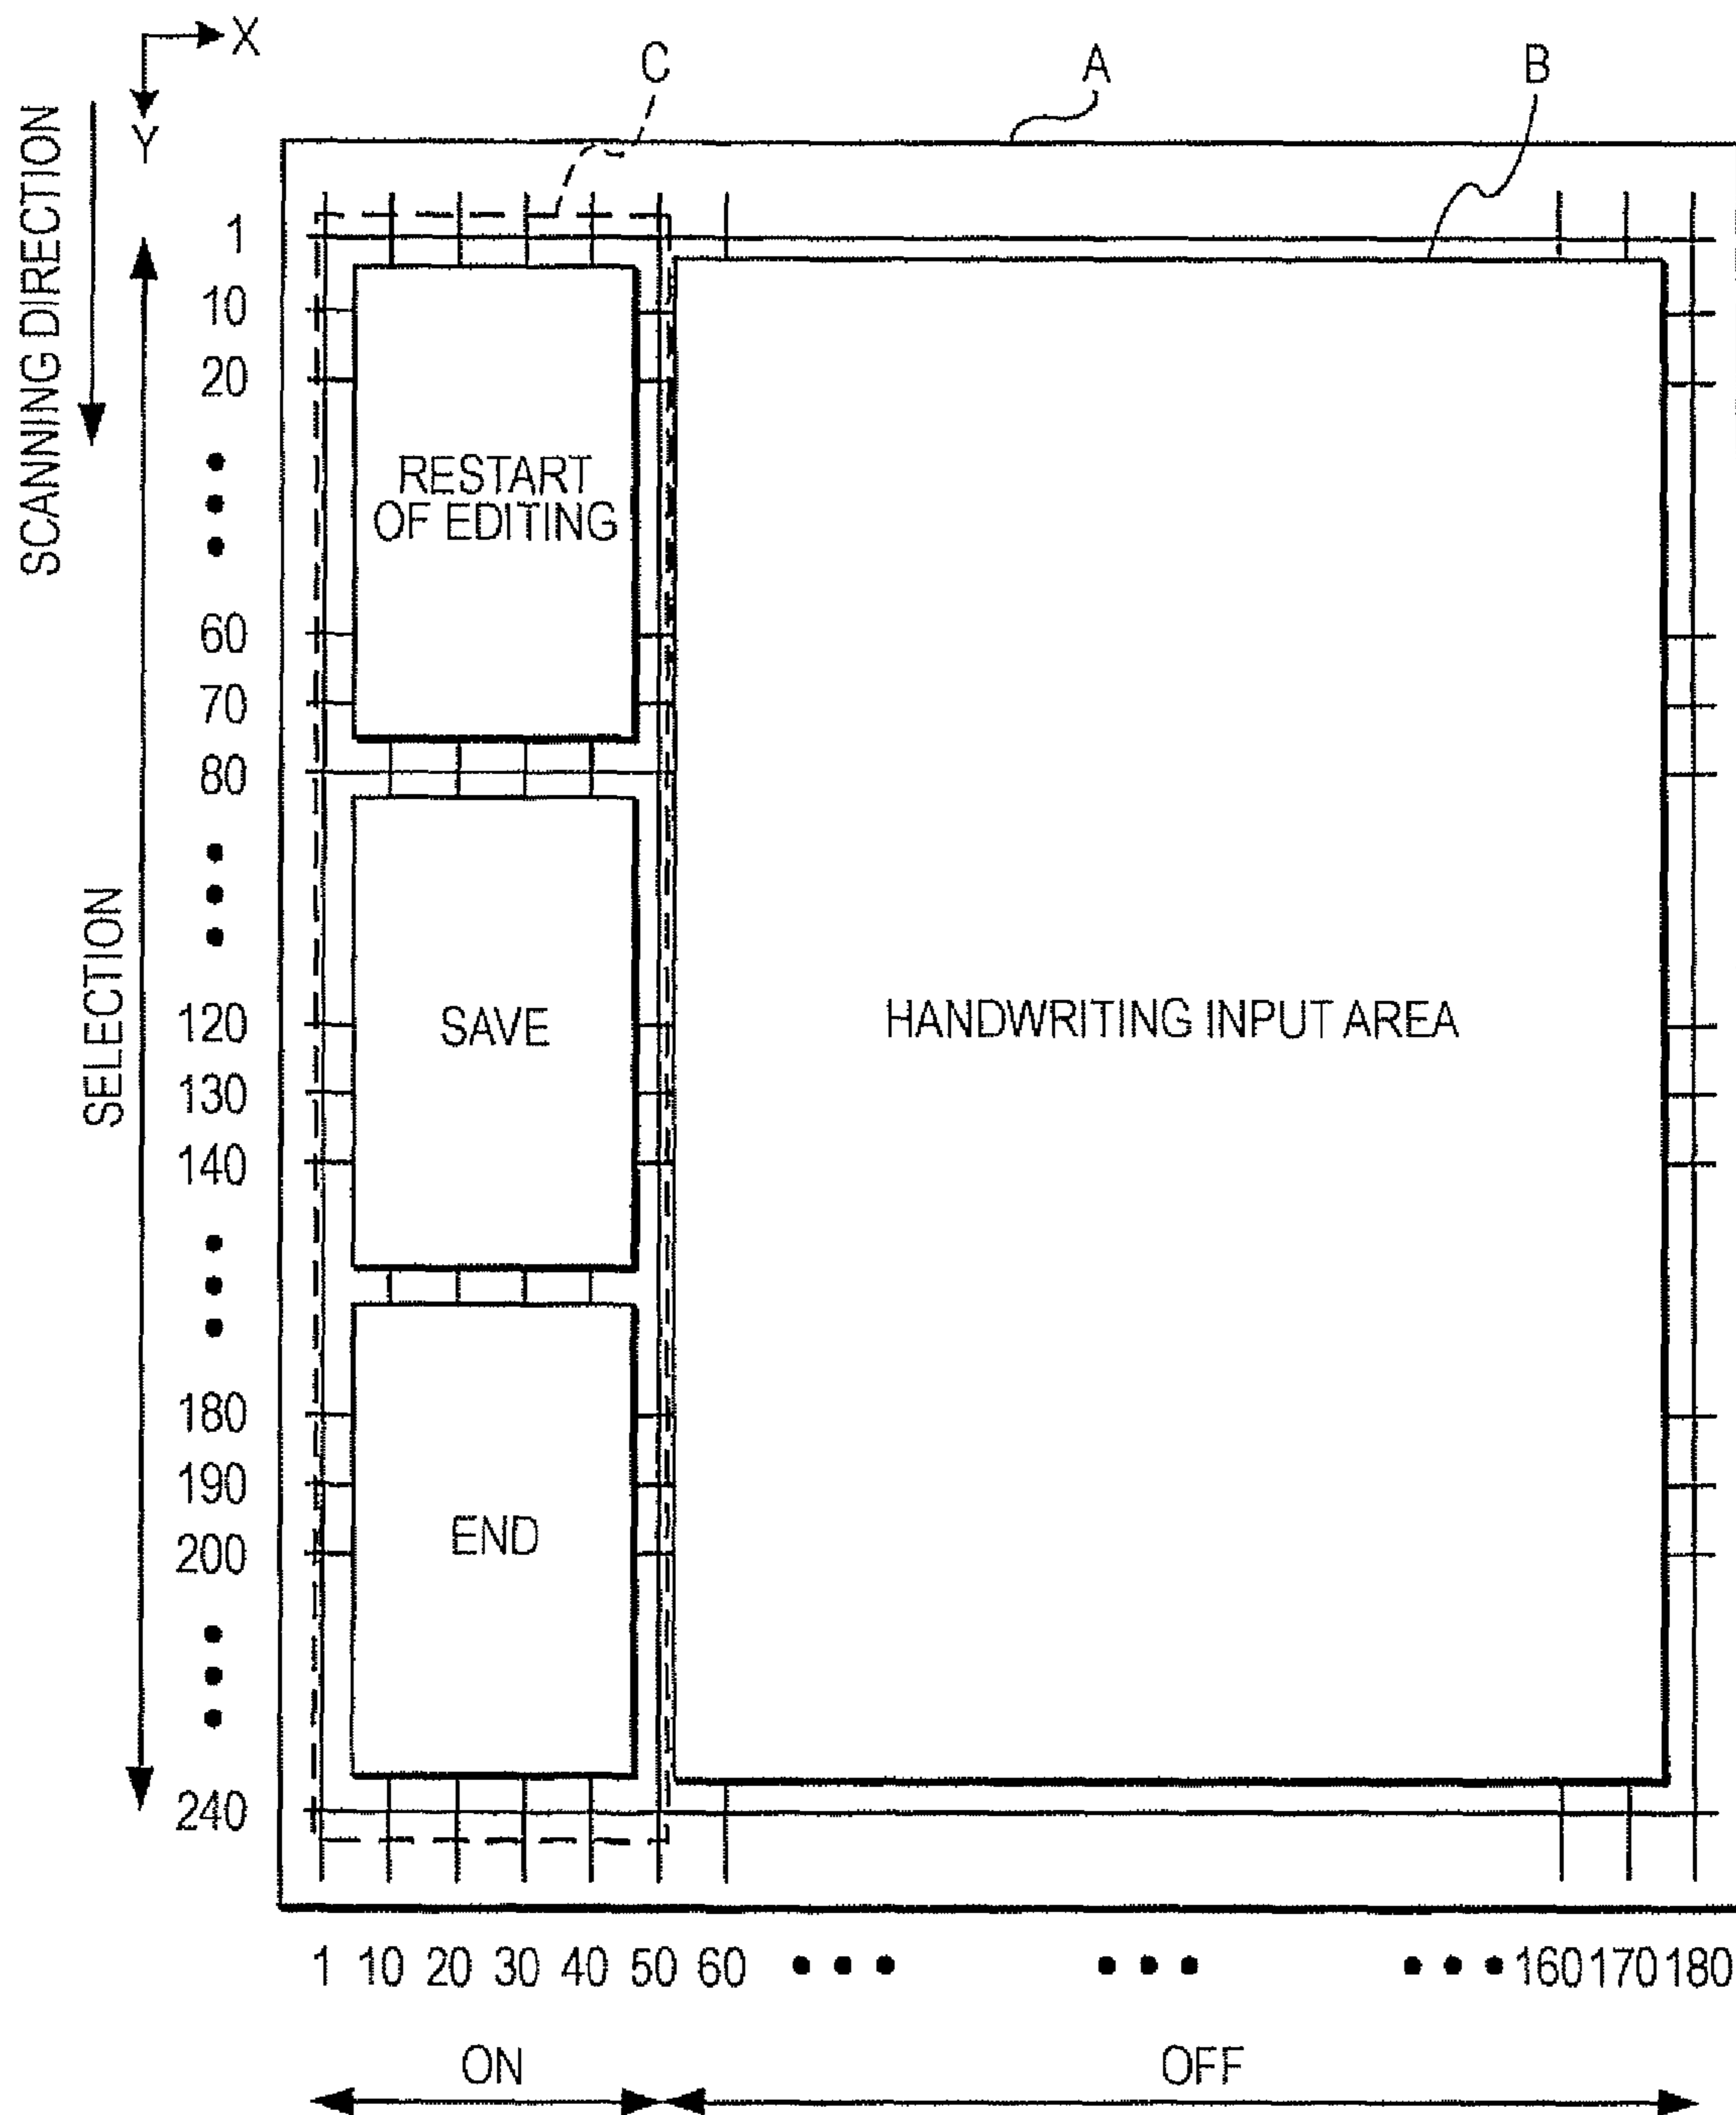 X
Y
C
A
B
SCANNING DIRECTION
SELECTION
1
10
20
60
70
80
120
130
140
180
190
200
240
RESTART
OF EDITING
SAVE
END
HANDWRITING INPUT AREA
1 10 20 30 40 50 60 ••• ••• ••• 160 170 180
ON OFF